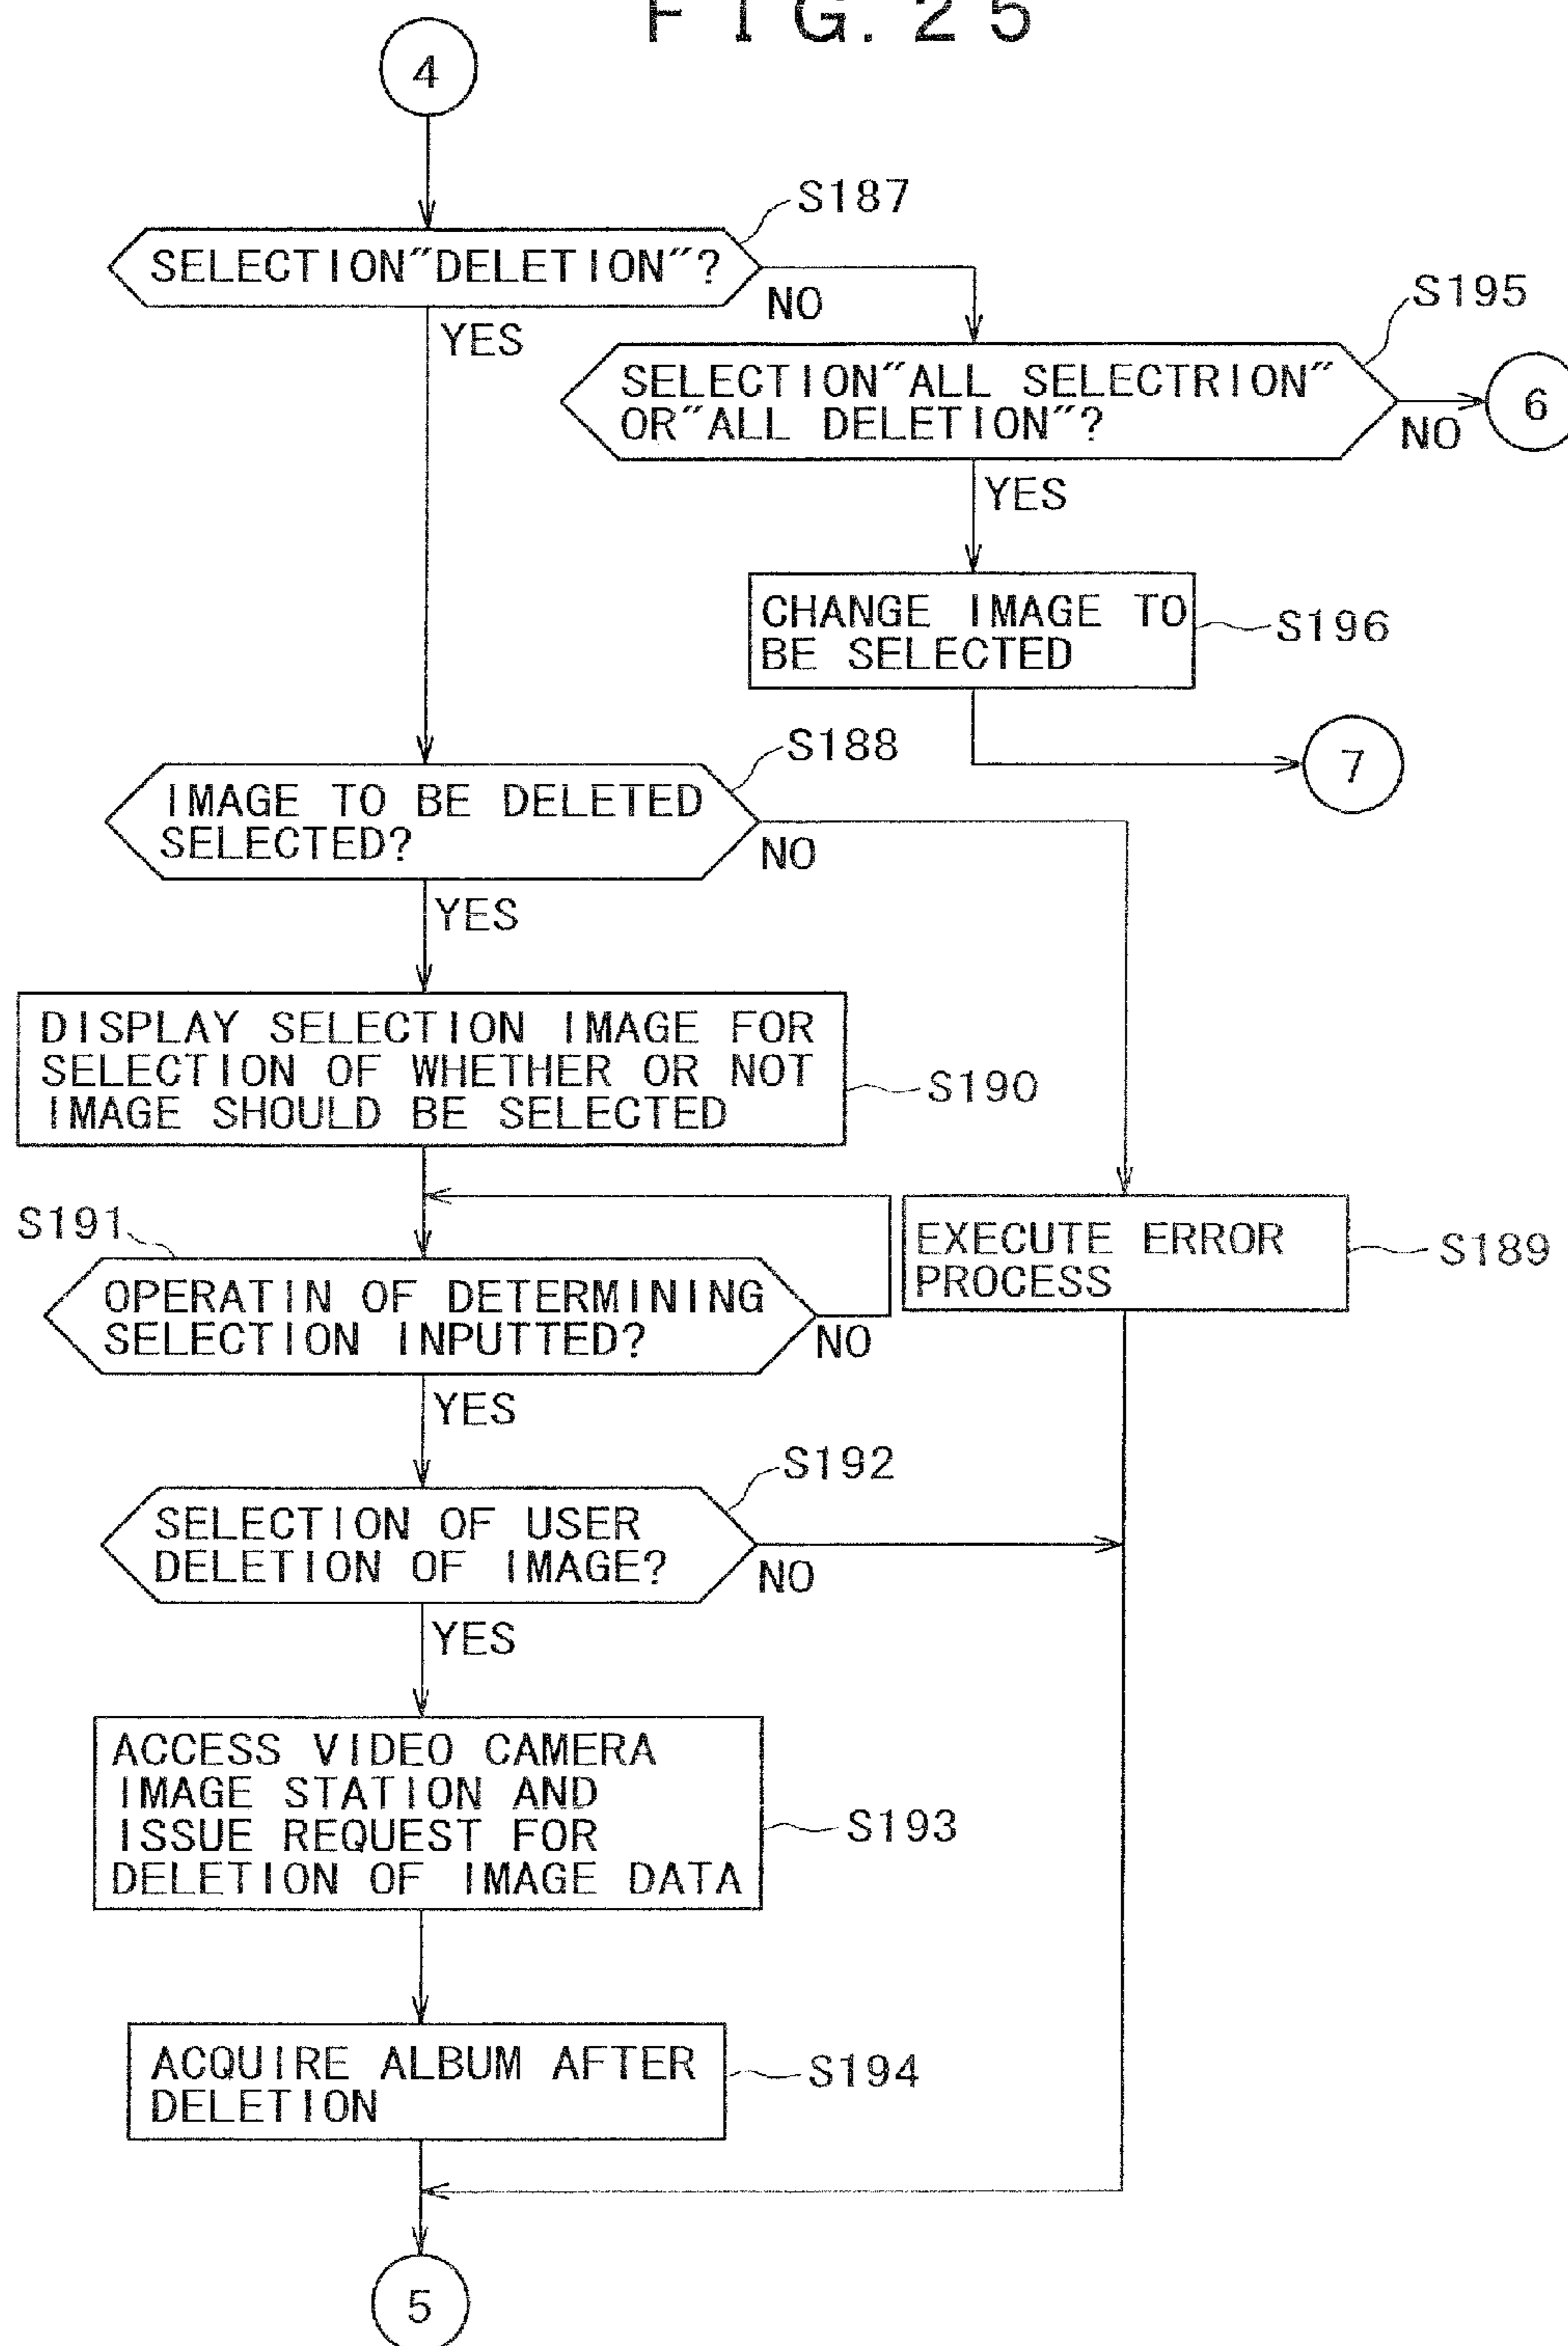 FIG. 25
4
S187
SELECTION"DELETION"?
NO
YES
S195
SELECTION"ALL SELECTRION"
OR"ALL DELETION"?
NO
6
YES
CHANGE IMAGE TO
BE SELECTED
S196
7
S188
IMAGE TO BE DELETED
SELECTED?
NO
YES
DISPLAY SELECTION IMAGE FOR
SELECTION OF WHETHER OR NOT
IMAGE SHOULD BE SELECTED
S190
S191
OPERATIN OF DETERMINING
SELECTION INPUTTED?
NO
YES
EXECUTE ERROR
PROCESS
S189
S192
SELECTION OF USER
DELETION OF IMAGE?
NO
YES
ACCESS VIDEO CAMERA
IMAGE STATION AND
ISSUE REQUEST FOR
DELETION OF IMAGE DATA
S193
ACQUIRE ALBUM AFTER
DELETION
S194
5